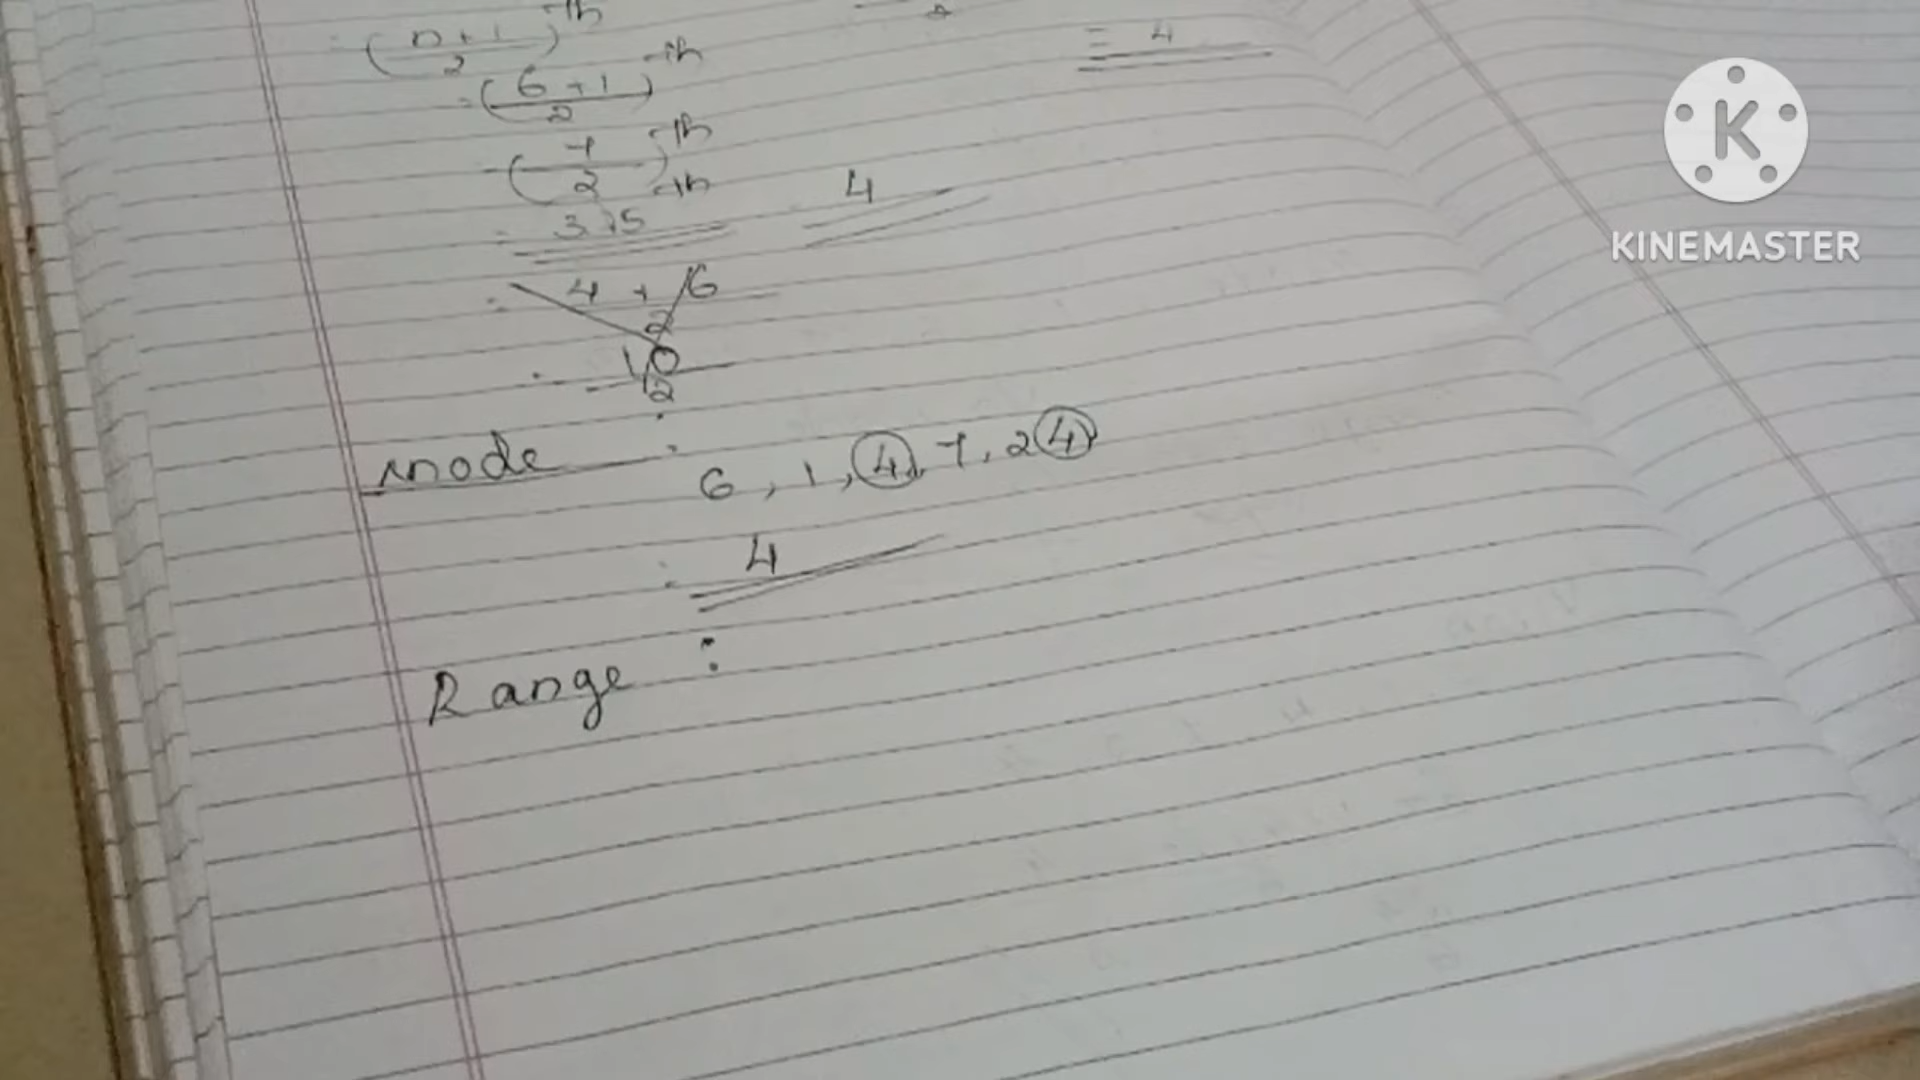 (n+1/2)th
= 4
= (6+1/2)th
= (7/2)th
= 3.5th 4
= 4 + 6
2
= 10
2
mode : 6, 1, 4, 7, 2 4
= 4
Range :
K
KINEMASTER